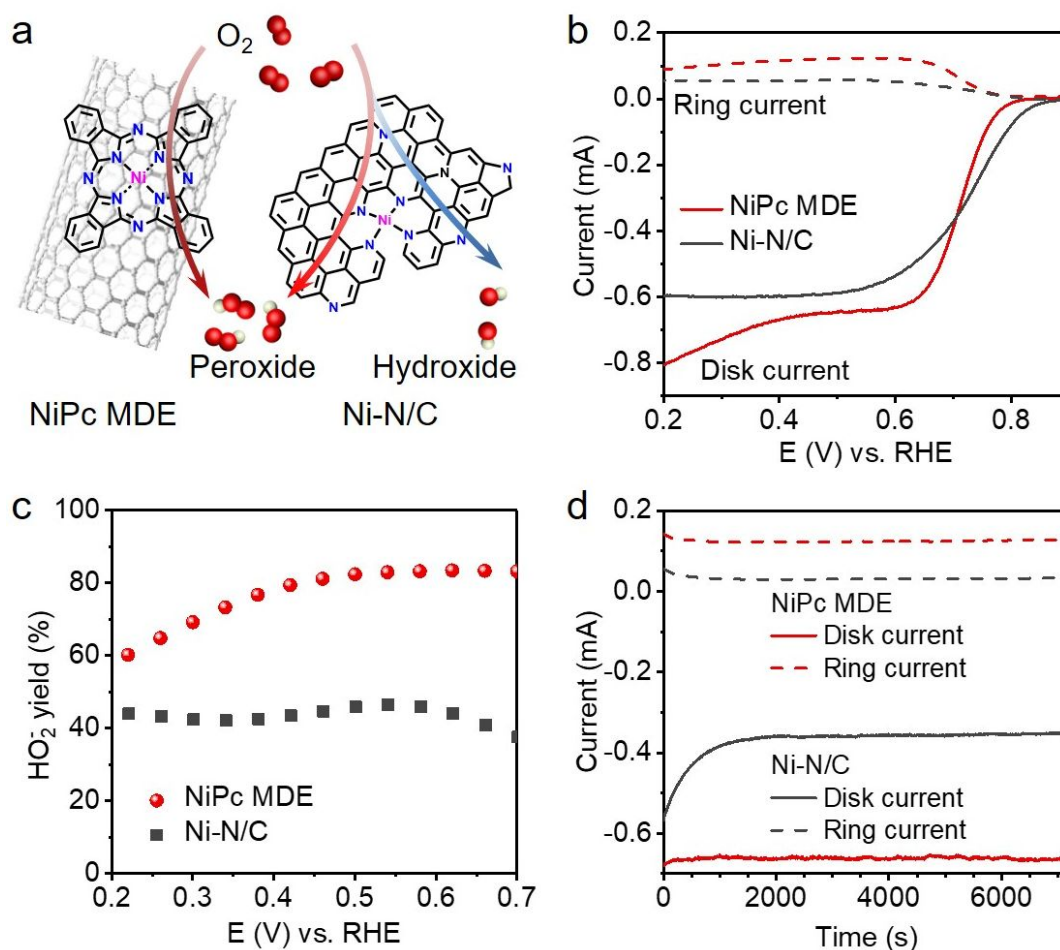 a
O₂
N
N
N
N
N
Ni
N
N
N
N
N
N
N
N
Ni
N
N
N
N
N
Peroxide
Hydroxide
NiPc MDE
Ni-N/C
b
0.2
0.0
-0.2
-0.4
-0.6
-0.8
Current (mA)
Ring current
NiPc MDE
Ni-N/C
Disk current
0.2
0.4
0.6
0.8
E (V) vs. RHE
c
100
80
60
40
20
0
HO₂⁻ yield (%)
NiPc MDE
Ni-N/C
0.2
0.3
0.4
0.5
0.6
0.7
E (V) vs. RHE
d
0.2
0.0
-0.2
-0.4
-0.6
Current (mA)
NiPc MDE
Disk current
Ring current
Ni-N/C
Disk current
Ring current
0
2000
4000
6000
Time (s)